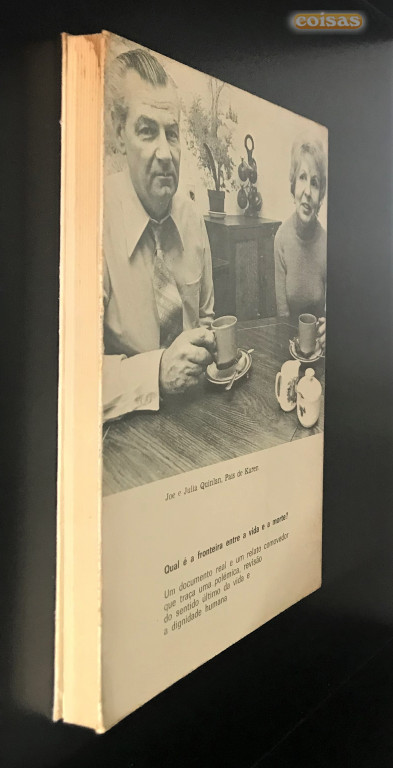 coisas
Joe e Julia Quinlan, Pais de Karen
Qual é a fronteira entre a vida e a morte?
Um documento real e um relato comovedor
que traça uma polêmica, revisão
do sentido último da vida e
a dignidade humana